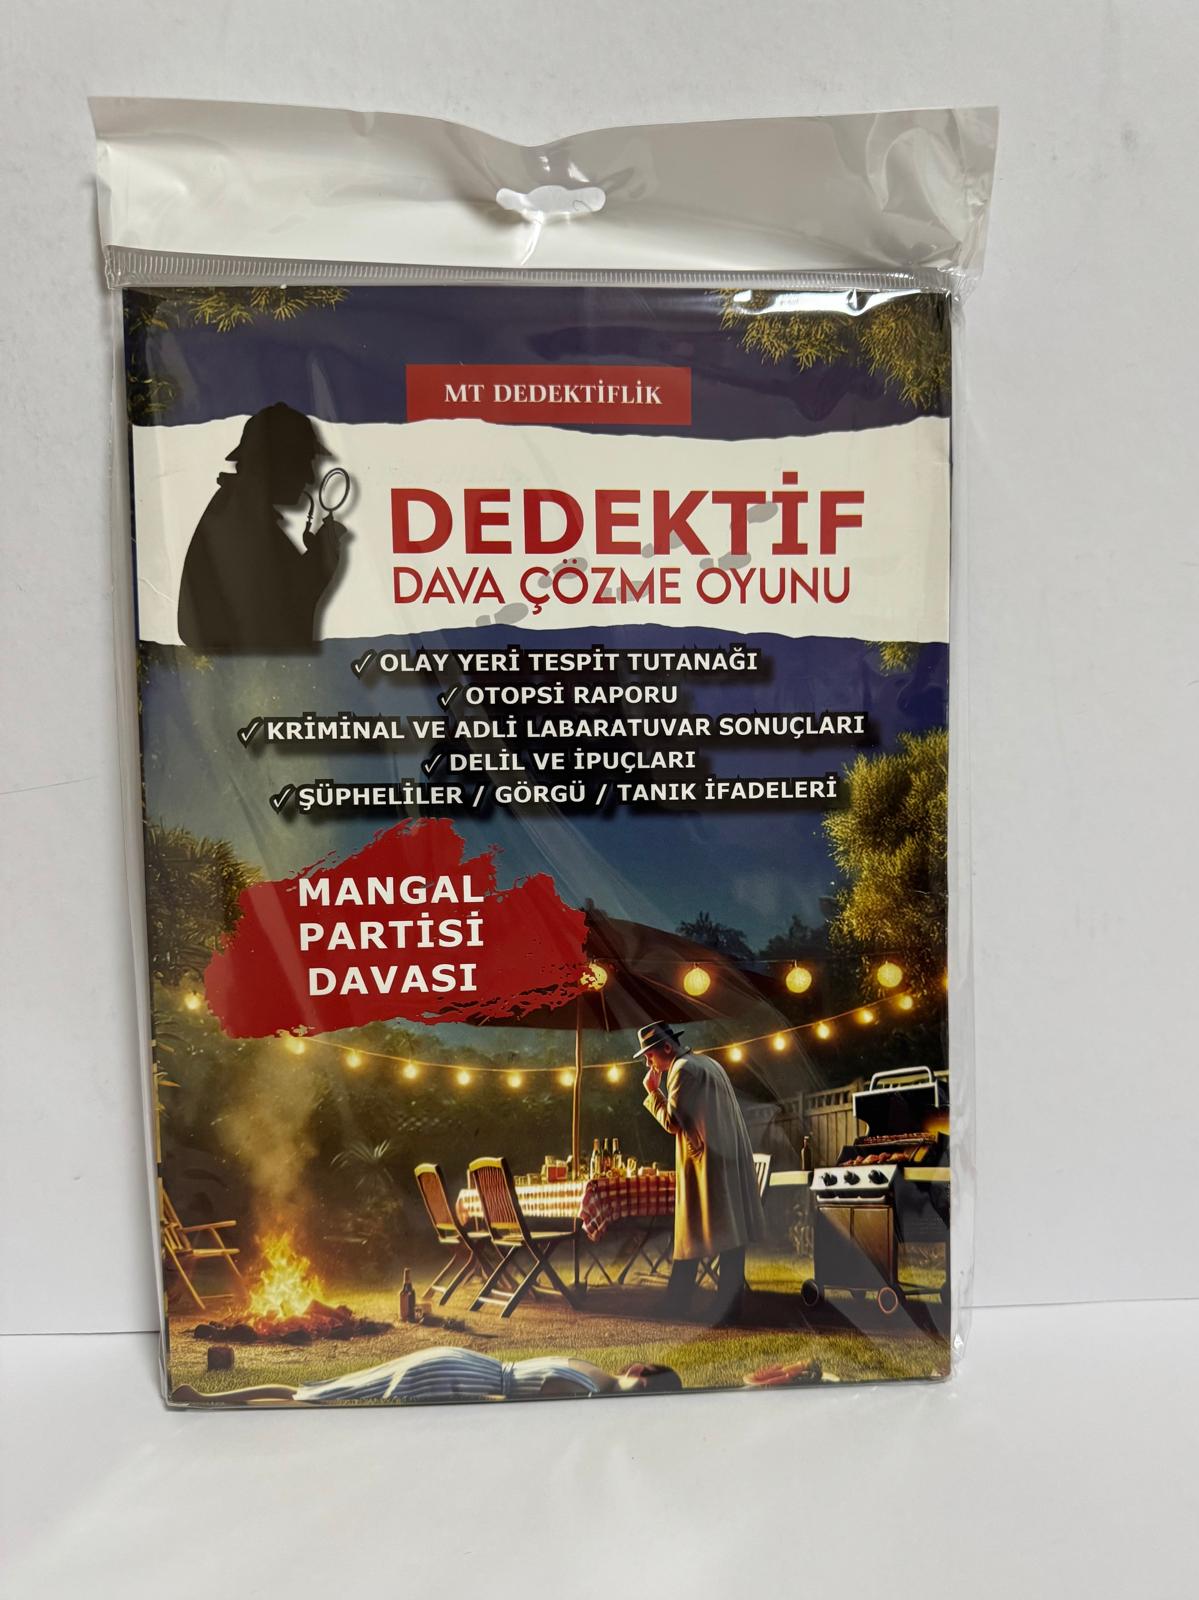 MT DEDEKTİFLİK
DEDEKTİF
DAVA ÇÖZME OYUNU
✓OLAY YERİ TESPİT TUTANAĞI
✓OTOPSİ RAPORU
✓KRİMİNAL VE ADLİ LABARATUVAR SONUÇLARI
✓DELİL VE İPUÇLARI
✓ŞÜPHELİLER / GÖRGÜ / TANIK İFADELERİ
MANGAL
PARTİSİ
DAVASI